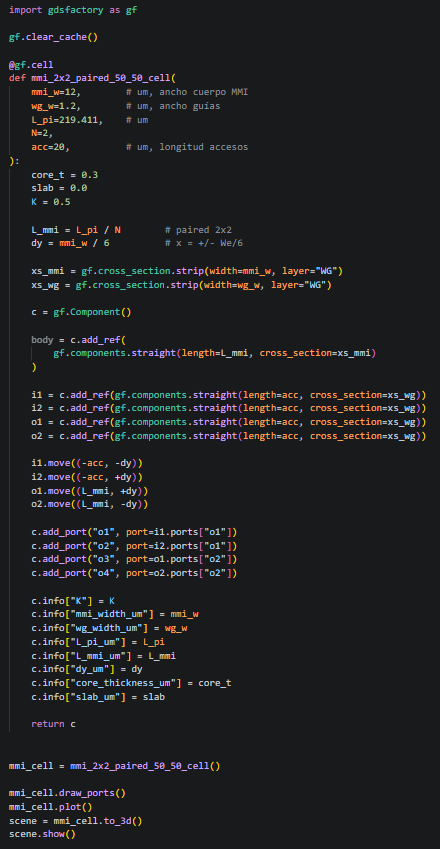 import gdsfactory as gf
gf.clear_cache()
@gf.cell
def mmi_2x2_paired_50_50_cell(
    mmi_w=12,        # um, ancho cuerpo MMI
    wg_w=1.2,        # um, ancho guías
    L_pi=219.411,    # um
    N=2,
    acc=20,          # um, longitud accesos
):
    core_t = 0.3
    slab = 0.0
    K = 0.5
    L_mmi = L_pi / N        # paired 2x2
    dy = mmi_w / 6          # x = +/- We/6
    xs_mmi = gf.cross_section.strip(width=mmi_w, layer="WG")
    xs_wg = gf.cross_section.strip(width=wg_w, layer="WG")
    c = gf.Component()
    body = c.add_ref(
        gf.components.straight(length=L_mmi, cross_section=xs_mmi)
    )
    i1 = c.add_ref(gf.components.straight(length=acc, cross_section=xs_wg))
    i2 = c.add_ref(gf.components.straight(length=acc, cross_section=xs_wg))
    o1 = c.add_ref(gf.components.straight(length=acc, cross_section=xs_wg))
    o2 = c.add_ref(gf.components.straight(length=acc, cross_section=xs_wg))
    i1.move((-acc, -dy))
    i2.move((-acc, +dy))
    o1.move((L_mmi, +dy))
    o2.move((L_mmi, -dy))
    c.add_port("o1", port=i1.ports["o1"])
    c.add_port("o2", port=i2.ports["o1"])
    c.add_port("o3", port=o1.ports["o2"])
    c.add_port("o4", port=o2.ports["o2"])
    c.info["K"] = K
    c.info["mmi_width_um"] = mmi_w
    c.info["wg_width_um"] = wg_w
    c.info["L_pi_um"] = L_pi
    c.info["L_mmi_um"] = L_mmi
    c.info["dy_um"] = dy
    c.info["core_thickness_um"] = core_t
    c.info["slab_um"] = slab
    return c
mmi_cell = mmi_2x2_paired_50_50_cell()
mmi_cell.draw_ports()
mmi_cell.plot()
scene = mmi_cell.to_3d()
scene.show()